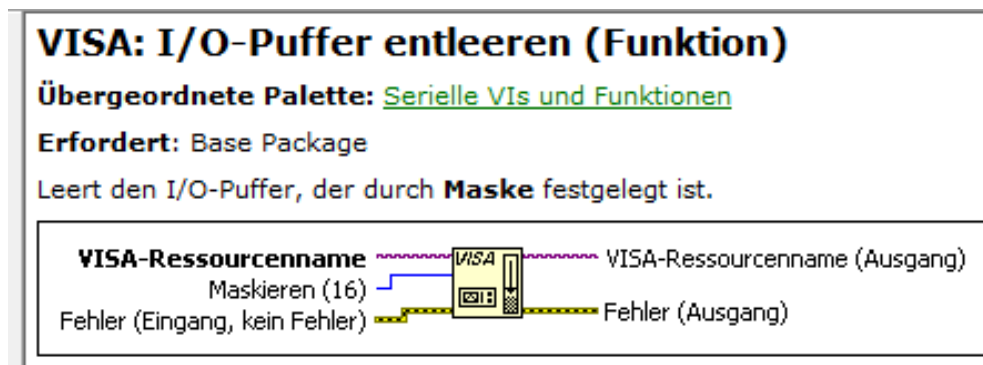 VISA: I/O-Puffer entleeren (Funktion)
Übergeordnete Palette: Serielle VIs und Funktionen
Erfordert: Base Package
Leert den I/O-Puffer, der durch Maske festgelegt ist.
VISA-Ressourcenname VISA VISA-Ressourcenname (Ausgang)
Maskieren (16)
Fehler (Eingang, kein Fehler) Fehler (Ausgang)